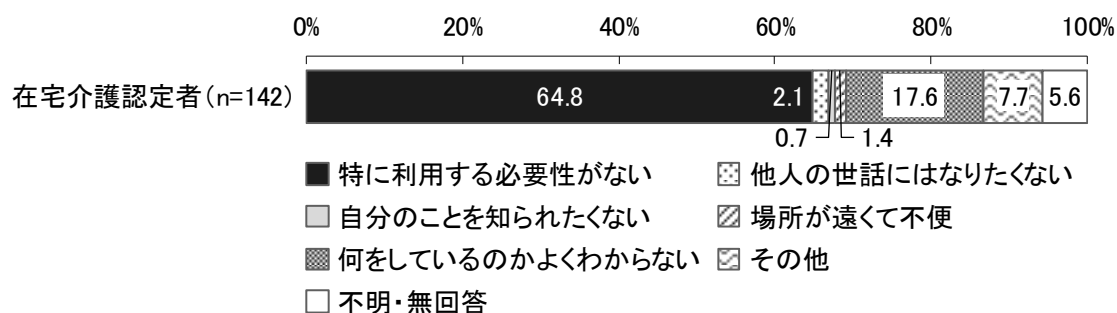 0% 20% 40% 60% 80% 100%
在宅介護認定者(n=142) 64.8 2.1 17.6 7.7 5.6
0.7 1.4
特に利用する必要性がない 他人の世話にはなりたくない
自分のことを知られたくない 場所が遠くて不便
何をしているのかよくわからない その他
不明・無回答